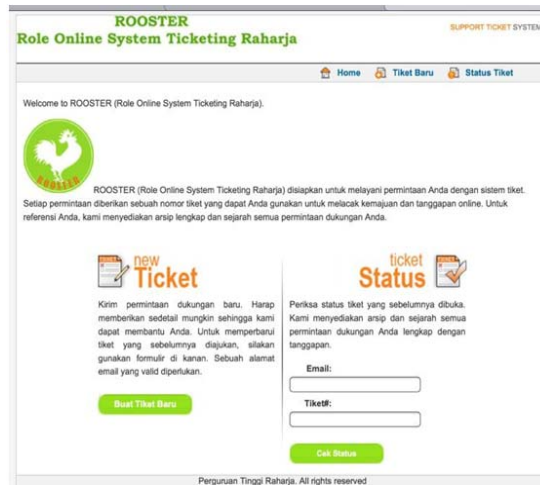 ROOSTER
Role Online System Ticketing Raharja
SUPPORT TICKET SYSTEM
Home Tiket Baru Status Tiket
Welcome to ROOSTER (Role Online System Ticketing Raharja).
ROOSTER
ROOSTER (Role Online System Ticketing Raharja) disiapkan untuk melayani permintaan Anda dengan sistem tiket.
Setiap permintaan diberikan sebuah nomor tiket yang dapat Anda gunakan untuk melacak kemajuan dan tanggapan online. Untuk
referensi Anda, kami menyediakan arsip lengkap dan sejarah semua permintaan dukungan Anda.
new
Ticket
Kirim permintaan dukungan baru. Harap
memberikan sedetail mungkin sehingga kami
dapat membantu Anda. Untuk memperbarui
tiket yang sebelumnya diajukan, silakan
gunakan formulir di kanan. Sebuah alamat
email yang valid diperlukan.
Buat Tiket Baru
ticket
Status
Periksa status tiket yang sebelumnya dibuka.
Kami menyediakan arsip dan sejarah semua
permintaan dukungan Anda lengkap dengan
tanggapan.
Email:
Tiket#:
Cek Status
Perguruan Tinggi Raharja. All rights reserved